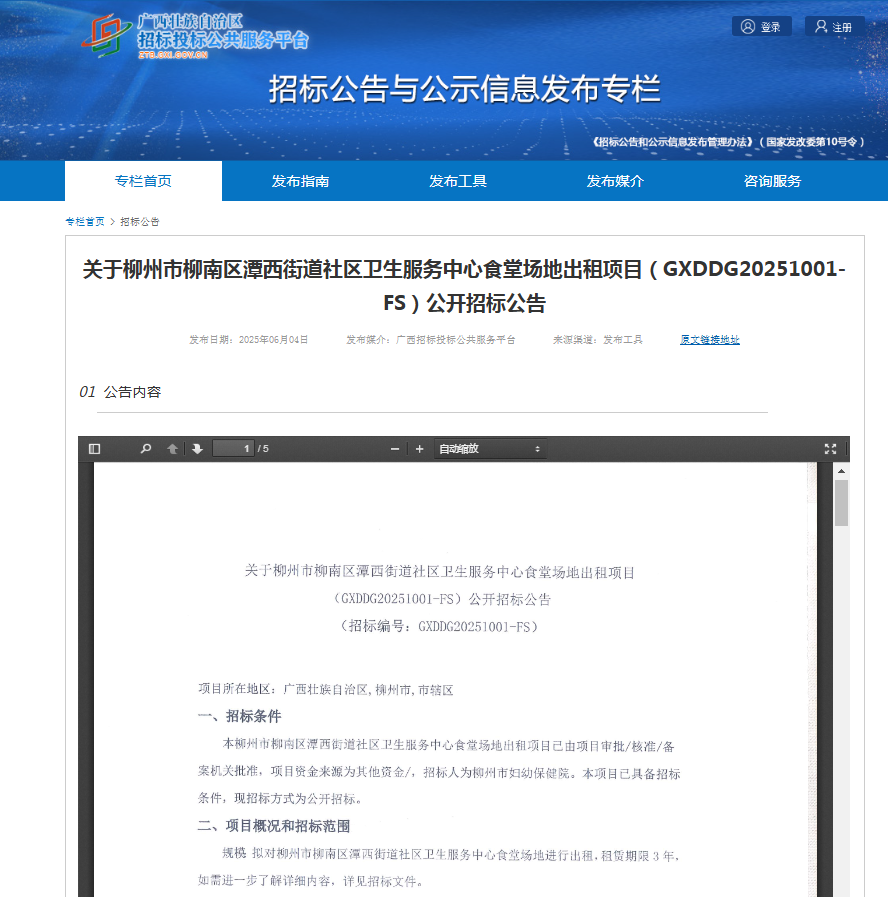 广西壮族自治区
招标投标公共服务平台
ZTB.GXI.GOV.CN
登录
注册
招标公告与公示信息发布专栏
《招标公告和公示信息发布管理办法》（ 国家发改委第10号令 ）
专栏首页
发布指南
发布工具
发布媒介
咨询服务
专栏首页 > 招标公告
关于柳州市柳南区潭西街道社区卫生服务中心食堂场地出租项目（GXDDG20251001-
FS）公开招标公告
发布日期：2025年06月04日
发布媒介：广西招标投标公共服务平台
来源渠道：发布工具
原文链接地址
01 公告内容
1 / 5
自动缩放
关于柳州市柳南区潭西街道社区卫生服务中心食堂场地出租项目
（GXDDG20251001-FS）公开招标公告
（招标编号：GXDDG20251001-FS）
项目所在地区：广西壮族自治区,柳州市,市辖区
一、招标条件
本柳州市柳南区潭西街道社区卫生服务中心食堂场地出租项目已由项目审批/核准/备
案机关批准，项目资金来源为其他资金/，招标人为柳州市妇幼保健院。本项目已具备招标
条件，现招标方式为公开招标。
二、项目概况和招标范围
规模 拟对柳州市柳南区潭西街道社区卫生服务中心食堂场地进行出租,租赁期限 3 年,
如需进一步了解详细内容，详见招标文件。